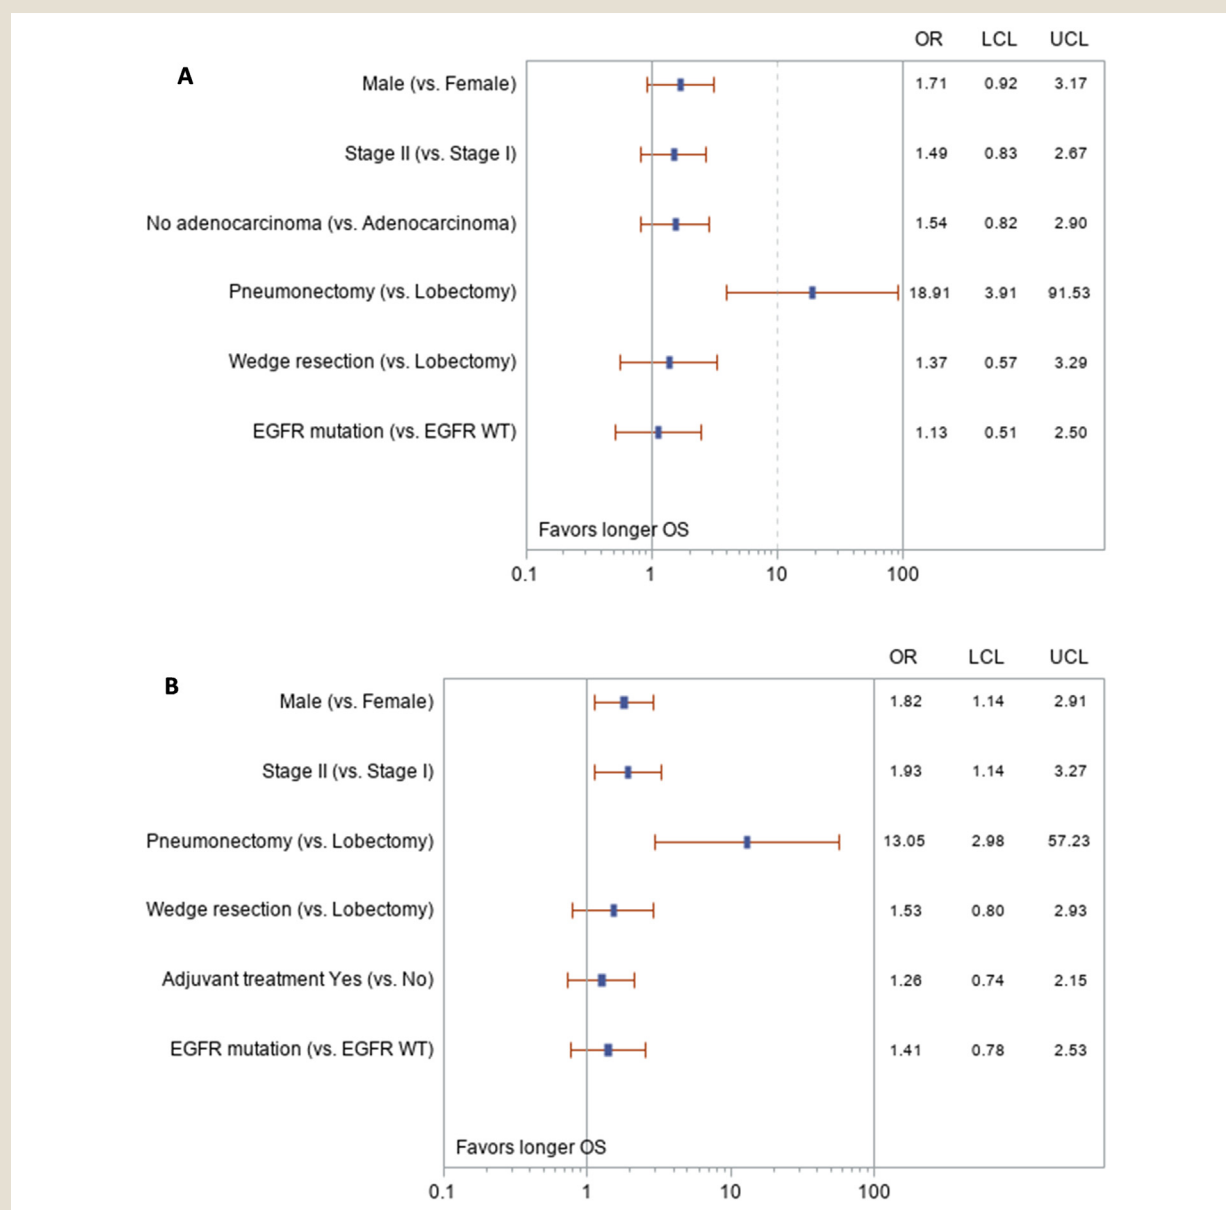 OR LCL UCL
A
Male (vs. Female) 1.71 0.92 3.17
Stage II (vs. Stage I) 1.49 0.83 2.67
No adenocarcinoma (vs. Adenocarcinoma) 1.54 0.82 2.90
Pneumonectomy (vs. Lobectomy) 18.91 3.91 91.53
Wedge resection (vs. Lobectomy) 1.37 0.57 3.29
EGFR mutation (vs. EGFR WT) 1.13 0.51 2.50
Favors longer OS
0.1 1 10 100
OR LCL UCL
B
Male (vs. Female) 1.82 1.14 2.91
Stage II (vs. Stage I) 1.93 1.14 3.27
Pneumonectomy (vs. Lobectomy) 13.05 2.98 57.23
Wedge resection (vs. Lobectomy) 1.53 0.80 2.93
Adjuvant treatment Yes (vs. No) 1.26 0.74 2.15
EGFR mutation (vs. EGFR WT) 1.41 0.78 2.53
Favors longer OS
0.1 1 10 100